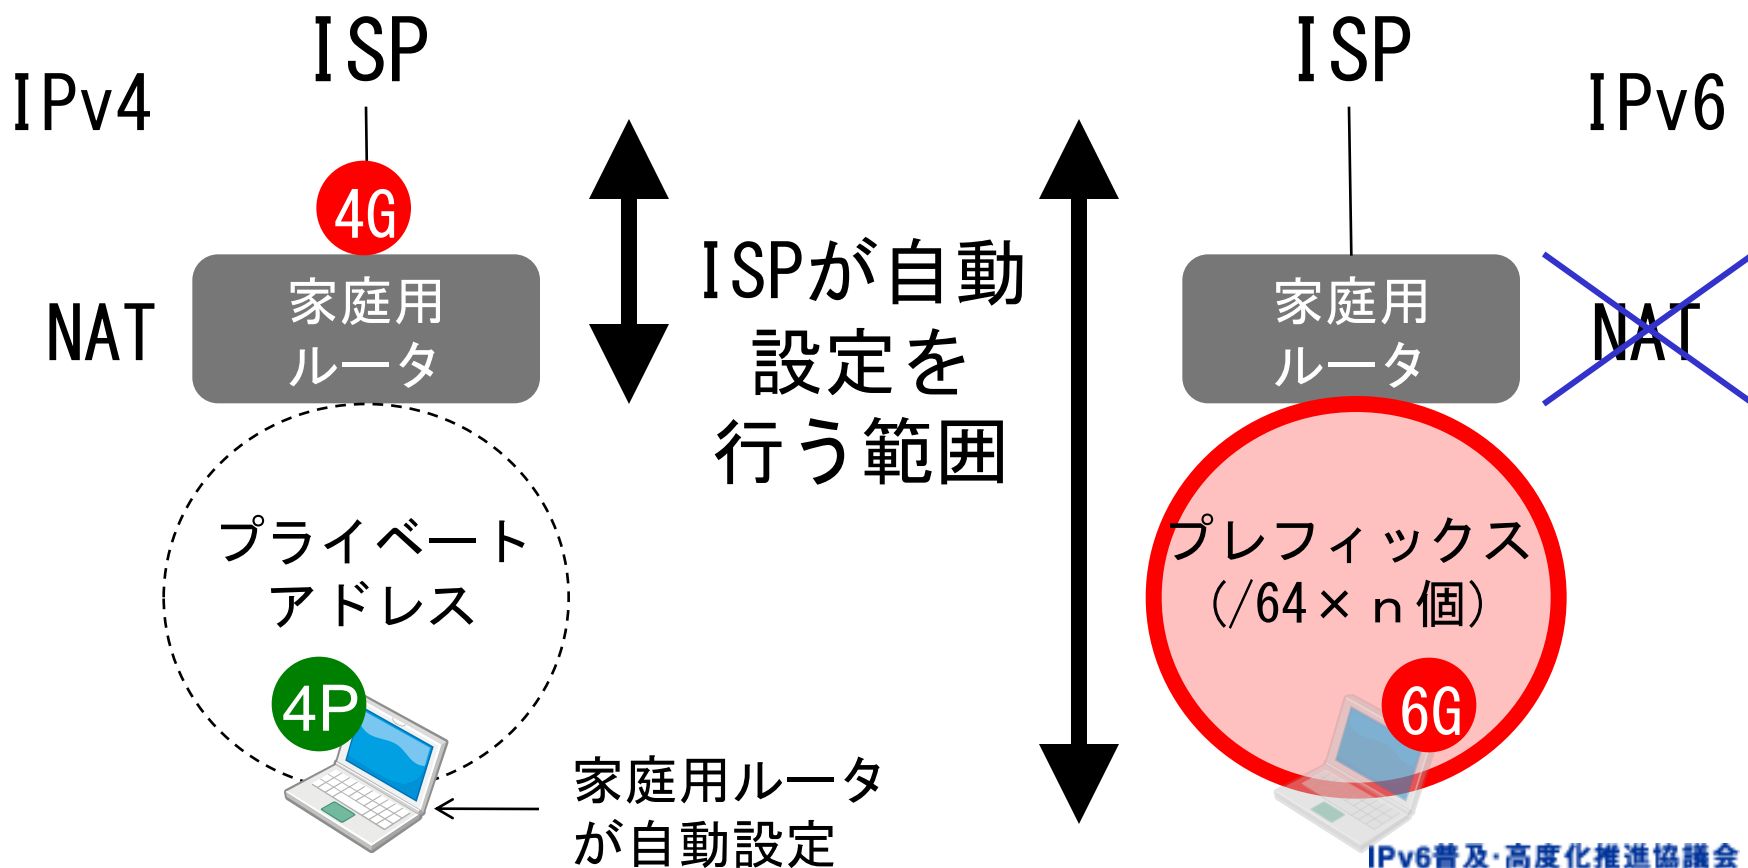 IPv4
ISP
4G
家庭用
ルータ
NAT
プライベート
アドレス
4P
家庭用ルータ
が自動設定
ISPが自動
設定を
行う範囲
ISP
IPv6
家庭用
ルータ
NAT
プレフィックス
(/64×ｎ個)
6G
IPv6普及･高度化推進協議会